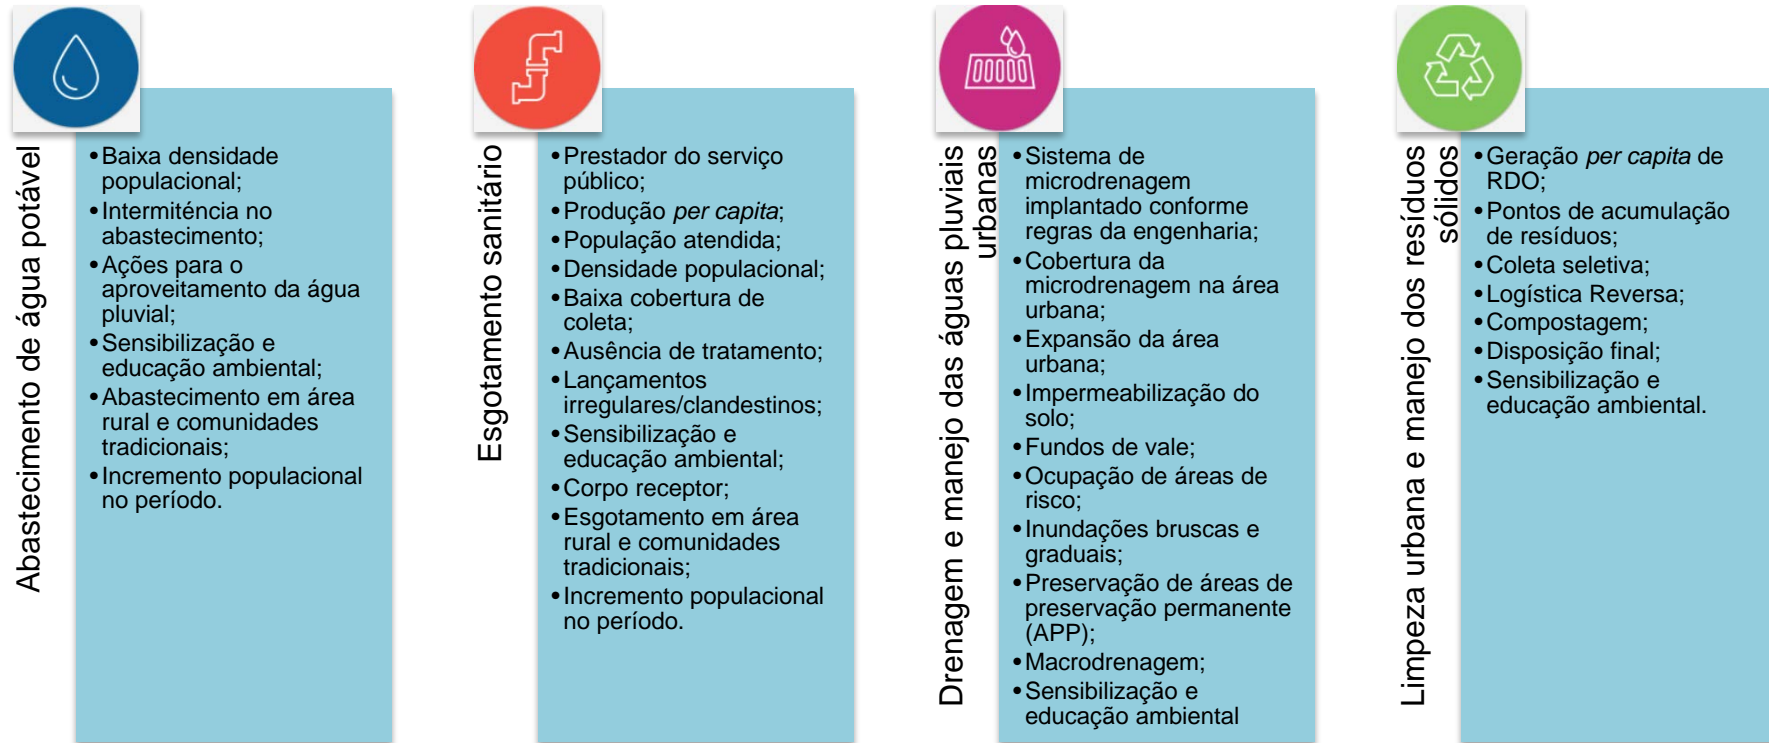 Abastecimento de água potável
•Baixa densidade
populacional;
•Intermiténcia no
abastecimento;
•Ações para o
aproveitamento da água
pluvial;
•Sensibilização e
educação ambiental;
•Abastecimento em área
rural e comunidades
tradicionais;
•Incremento populacional
no período.
Esgotamento sanitário
•Prestador do serviço
público;
•Produção per capita;
•População atendida;
•Densidade populacional;
•Baixa cobertura de
coleta;
•Ausência de tratamento;
•Lançamentos
irregulares/clandestinos;
•Sensibilização e
educação ambiental;
•Corpo receptor;
•Esgotamento em área
rural e comunidades
tradicionais;
•Incremento populacional
no período.
Drenagem e manejo das águas pluviais
urbanas
•Sistema de
microdrenagem
implantado conforme
regras da engenharia;
•Cobertura da
microdrenagem na área
urbana;
•Expansão da área
urbana;
•Impermeabilização do
solo;
•Fundos de vale;
•Ocupação de áreas de
risco;
•Inundações bruscas e
graduais;
•Preservação de áreas de
preservação permanente
(APP);
•Macrodrenagem;
•Sensibilização e
educação ambiental
Limpeza urbana e manejo dos resíduos
sólidos
•Geração per capita de
RDO;
•Pontos de acumulação
de resíduos;
•Coleta seletiva;
•Logística Reversa;
•Compostagem;
•Disposição final;
•Sensibilização e
educação ambiental.